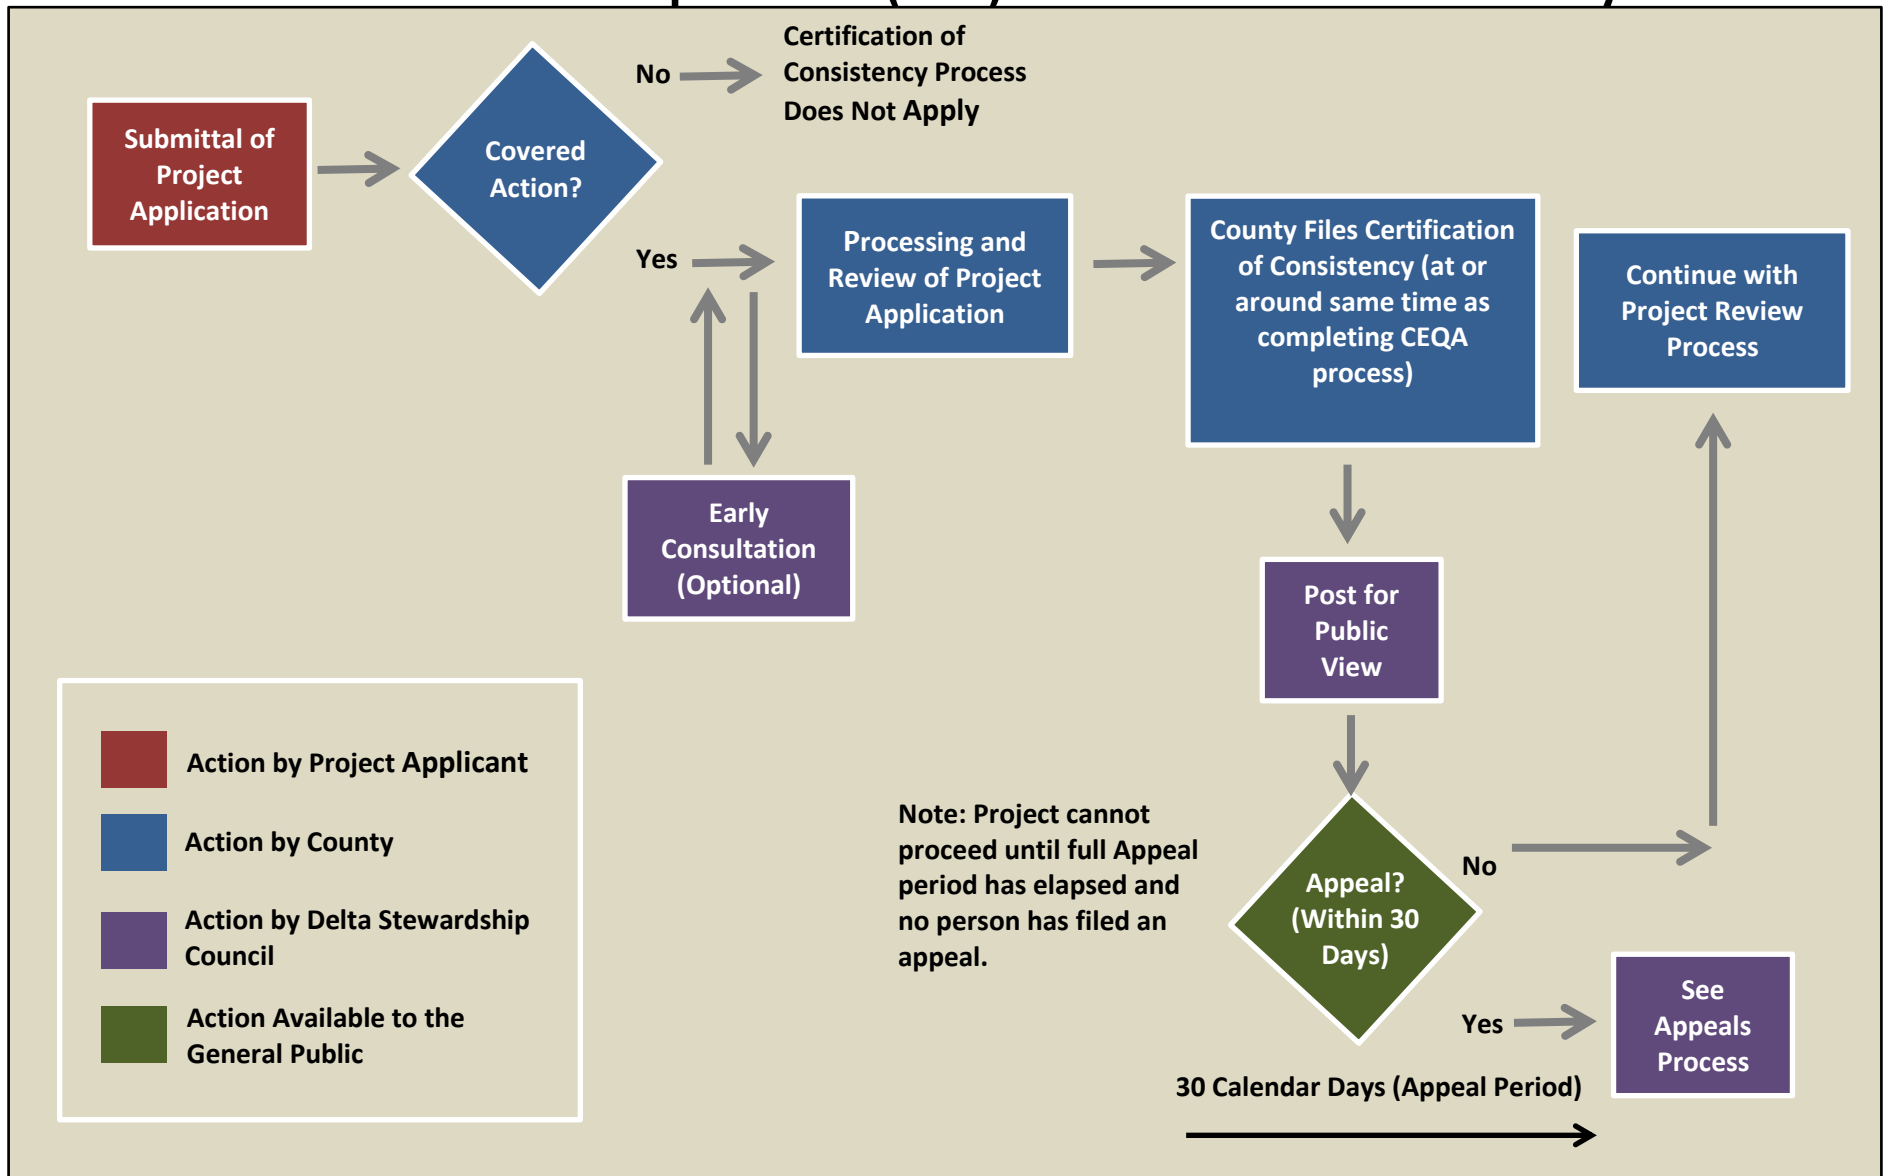 Certification of
Consistency Process
Does Not Apply
No
Submittal of
Project
Application
Covered
Action?
Yes
Processing and
Review of Project
Application
County Files Certification
of Consistency (at or
around same time as
completing CEQA
process)
Continue with
Project Review
Process
Early
Consultation
(Optional)
Post for
Public
View
Action by Project Applicant
Action by County
Action by Delta Stewardship
Council
Action Available to the
General Public
Note: Project cannot
proceed until full Appeal
period has elapsed and
no person has filed an
appeal.
Appeal?
(Within 30
Days)
No
Yes
See
Appeals
Process
30 Calendar Days (Appeal Period)